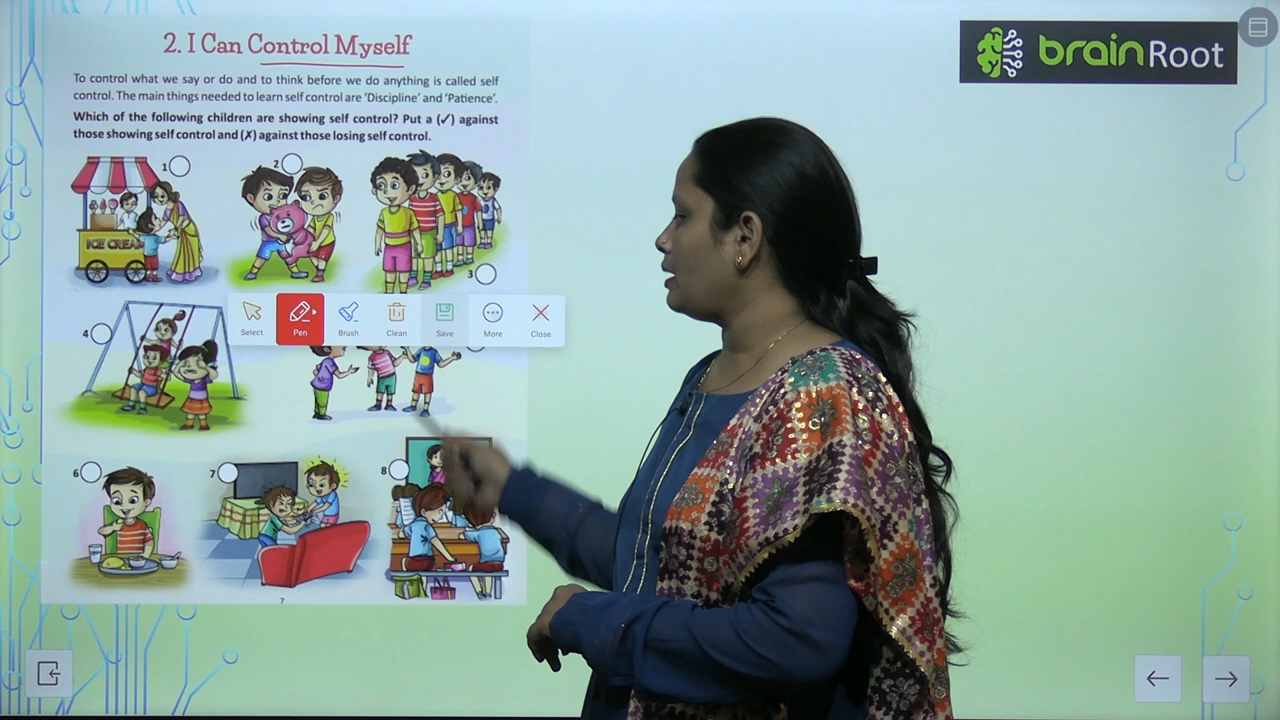 2. I Can Control Myself
To control what we say or do and to think before we do anything is called self
control. The main things needed to learn self control are 'Discipline' and 'Patience'.
Which of the following children are showing self control? Put a (✓) against
those showing self control and (✗) against those losing self control.
1
2
ICE CREAM
3
4
Select
Pen
Brush
Clean
Save
More
Close
6
7
8
7
brainRoot